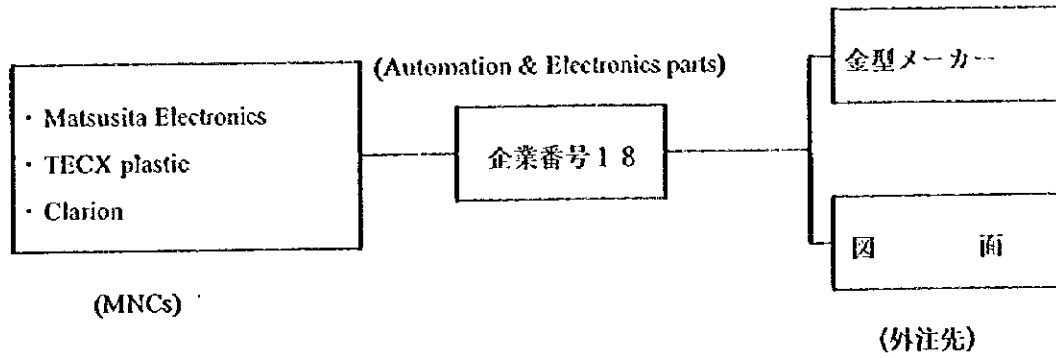 ・ Matsusita Electronics
・ TECX plastic
・ Clarion
(MNCs)
(Automation & Electronics parts)
企業番号１８
金型メーカー
図 面
(外注先)